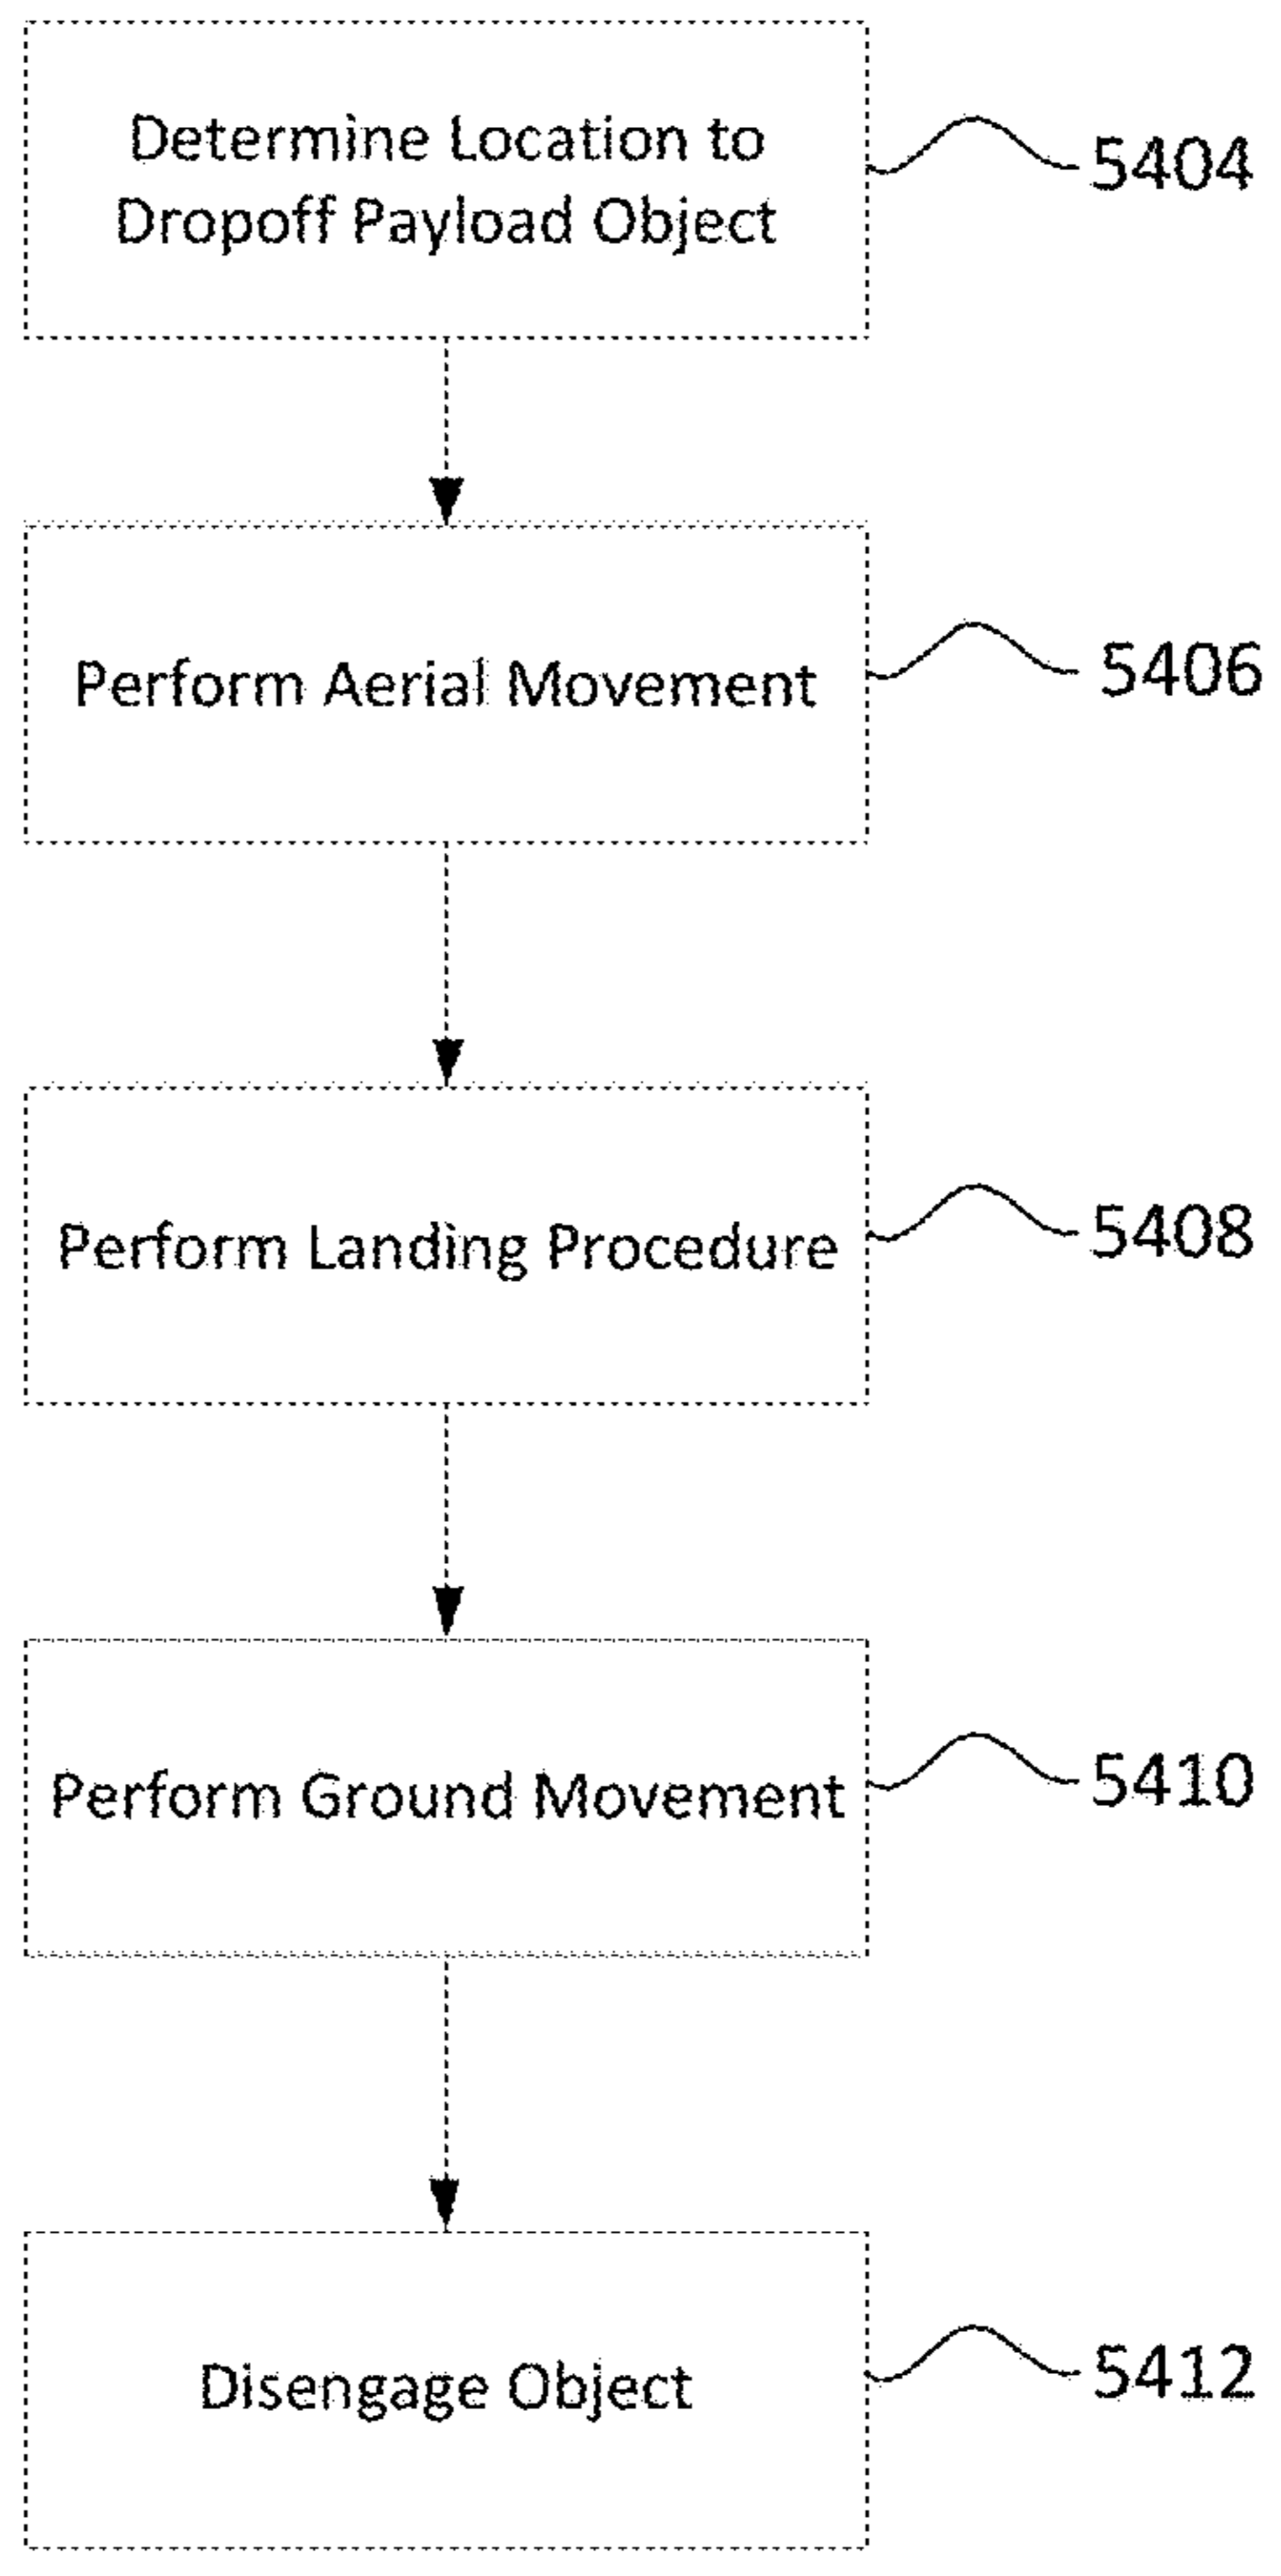 Determine Location to
Dropoff Payload Object
5404
Perform Aerial Movement
5406
Perform Landing Procedure
5408
Perform Ground Movement
5410
Disengage Object
5412